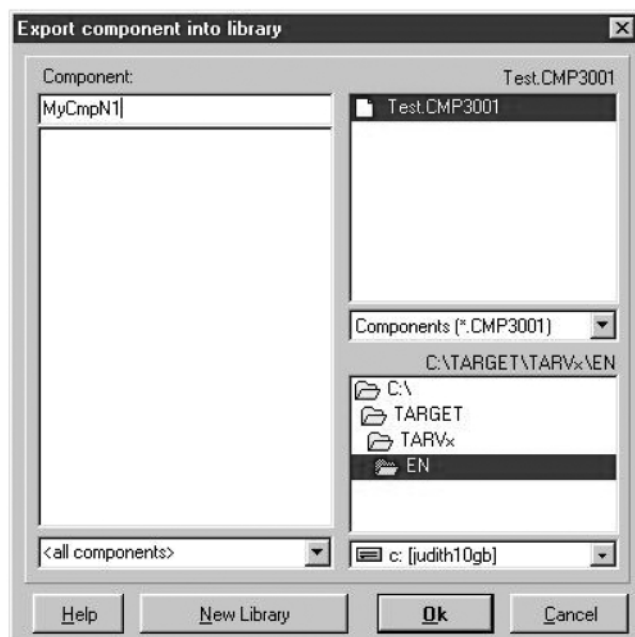 Export component into library
Component:
Test.CMP3001
MyCmpN1
Test.CMP3001
Components (*.CMP3001)
C:\TARGET\TARVx\EN
C:\
TARGET
TARVx
EN
<all components>
c: [judith10gb]
Help
New Library
Ok
Cancel